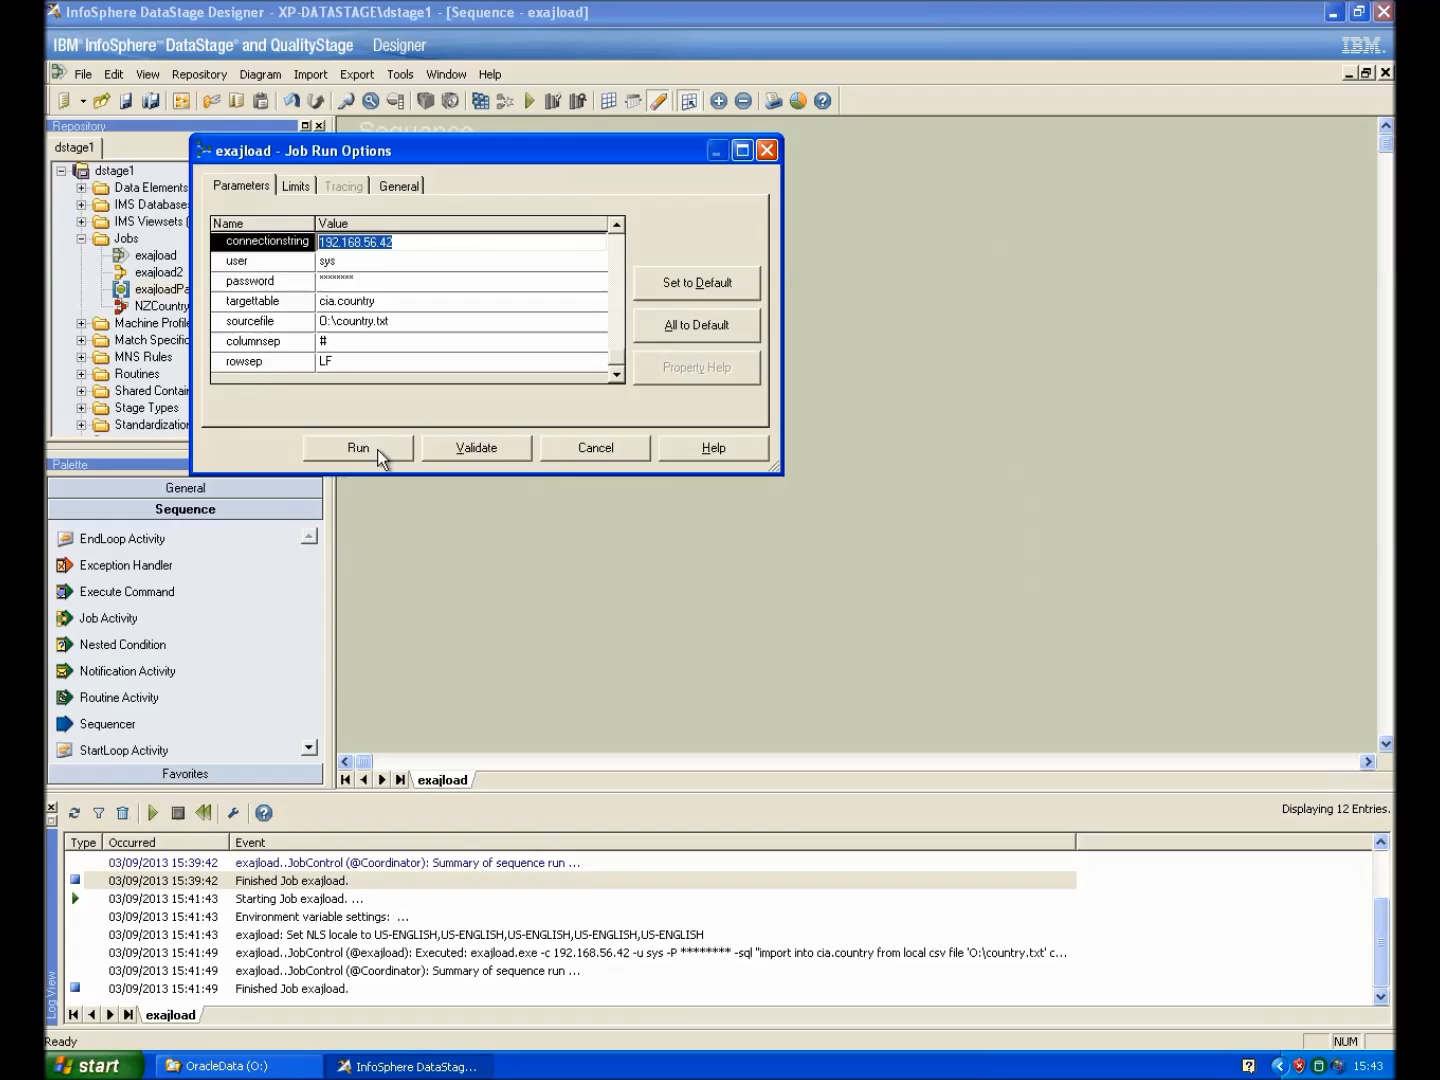 InfoSphere DataStage Designer - XP-DATASTAGE\dstage1 - [Sequence - exajload]
IBM® InfoSphere™ DataStage® and QualityStage Designer
IBM.
File Edit View Repository Diagram Import Export Tools Window Help
Repository
dstage1
dstage1
Data Elements
IMS Database
IMS Viewsets (
Jobs
exajload
exajload2
exajloadPa
NZCountry
Machine Profile
Match Specific
MNS Rules
Routines
Shared Contai
Stage Types
Standardization
Sequence
exajload - Job Run Options
Parameters Limits Tracing General
Name Value
connectionstring 192.168.56.42
user sys
password ********
targettable cia.country
sourcefile O:\country.txt
columnsep #
rowsep LF
Set to Default
All to Default
Property Help
Run Validate Cancel Help
Palette
General
Sequence
EndLoop Activity
Exception Handler
Execute Command
Job Activity
Nested Condition
Notification Activity
Routine Activity
Sequencer
StartLoop Activity
Favorites
exajload
Displaying 12 Entries.
Type Occurred Event
03/09/2013 15:39:42 exajload..JobControl (@Coordinator): Summary of sequence run ...
03/09/2013 15:39:42 Finished Job exajload.
03/09/2013 15:41:43 Starting Job exajload. ...
03/09/2013 15:41:43 Environment variable settings: ...
03/09/2013 15:41:43 exajload: Set NLS locale to US-ENGLISH,US-ENGLISH,US-ENGLISH,US-ENGLISH,US-ENGLISH
03/09/2013 15:41:49 exajload..JobControl (@exajload): Executed: exajload.exe -c 192.168.56.42 -u sys -P ******** -sql "import into cia.country from local csv file 'O:\country.txt' c...
03/09/2013 15:41:49 exajload..JobControl (@Coordinator): Summary of sequence run ...
03/09/2013 15:41:49 Finished Job exajload.
Log View
exajload
Ready
NUM
start
OracleData (O:)
InfoSphere DataStag...
15:43